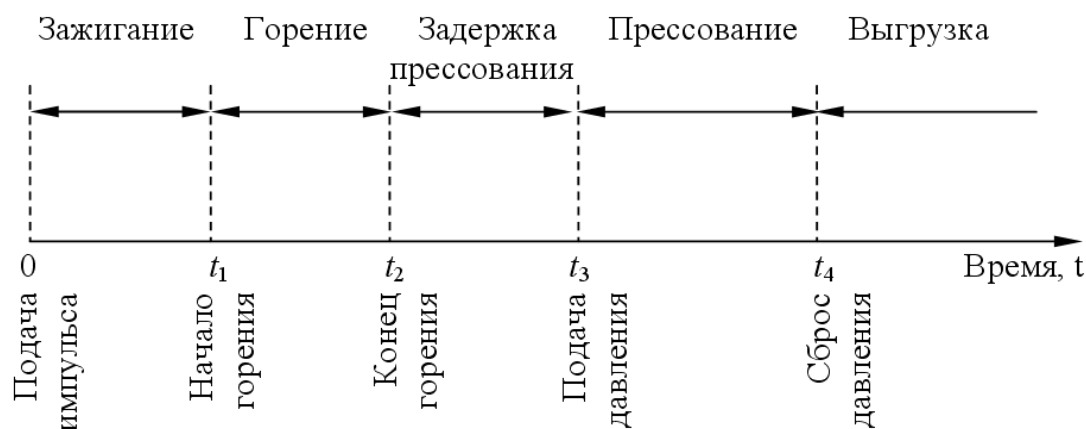 Зажигание
Горение
Задержка
прессования
Прессование
Выгрузка
0
t1
t2
t3
t4
Время, t
Подача
импульса
Начало
горения
Конец
горения
Подача
давления
Сброс
давления